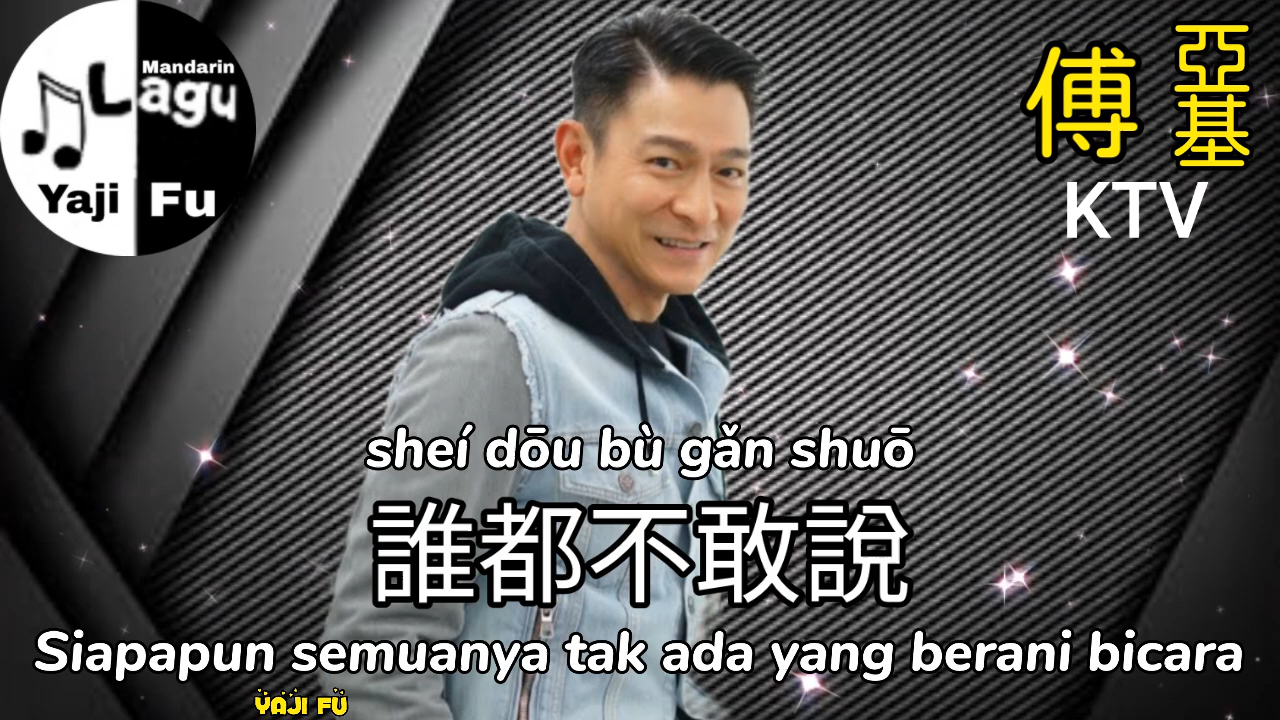 Mandarin
Lagu
Yaji Fu
傅亞基
KTV
sheí dōu bù gǎn shuō
誰都不敢說
Siapapun semuanya tak ada yang berani bicara
YAJI FU